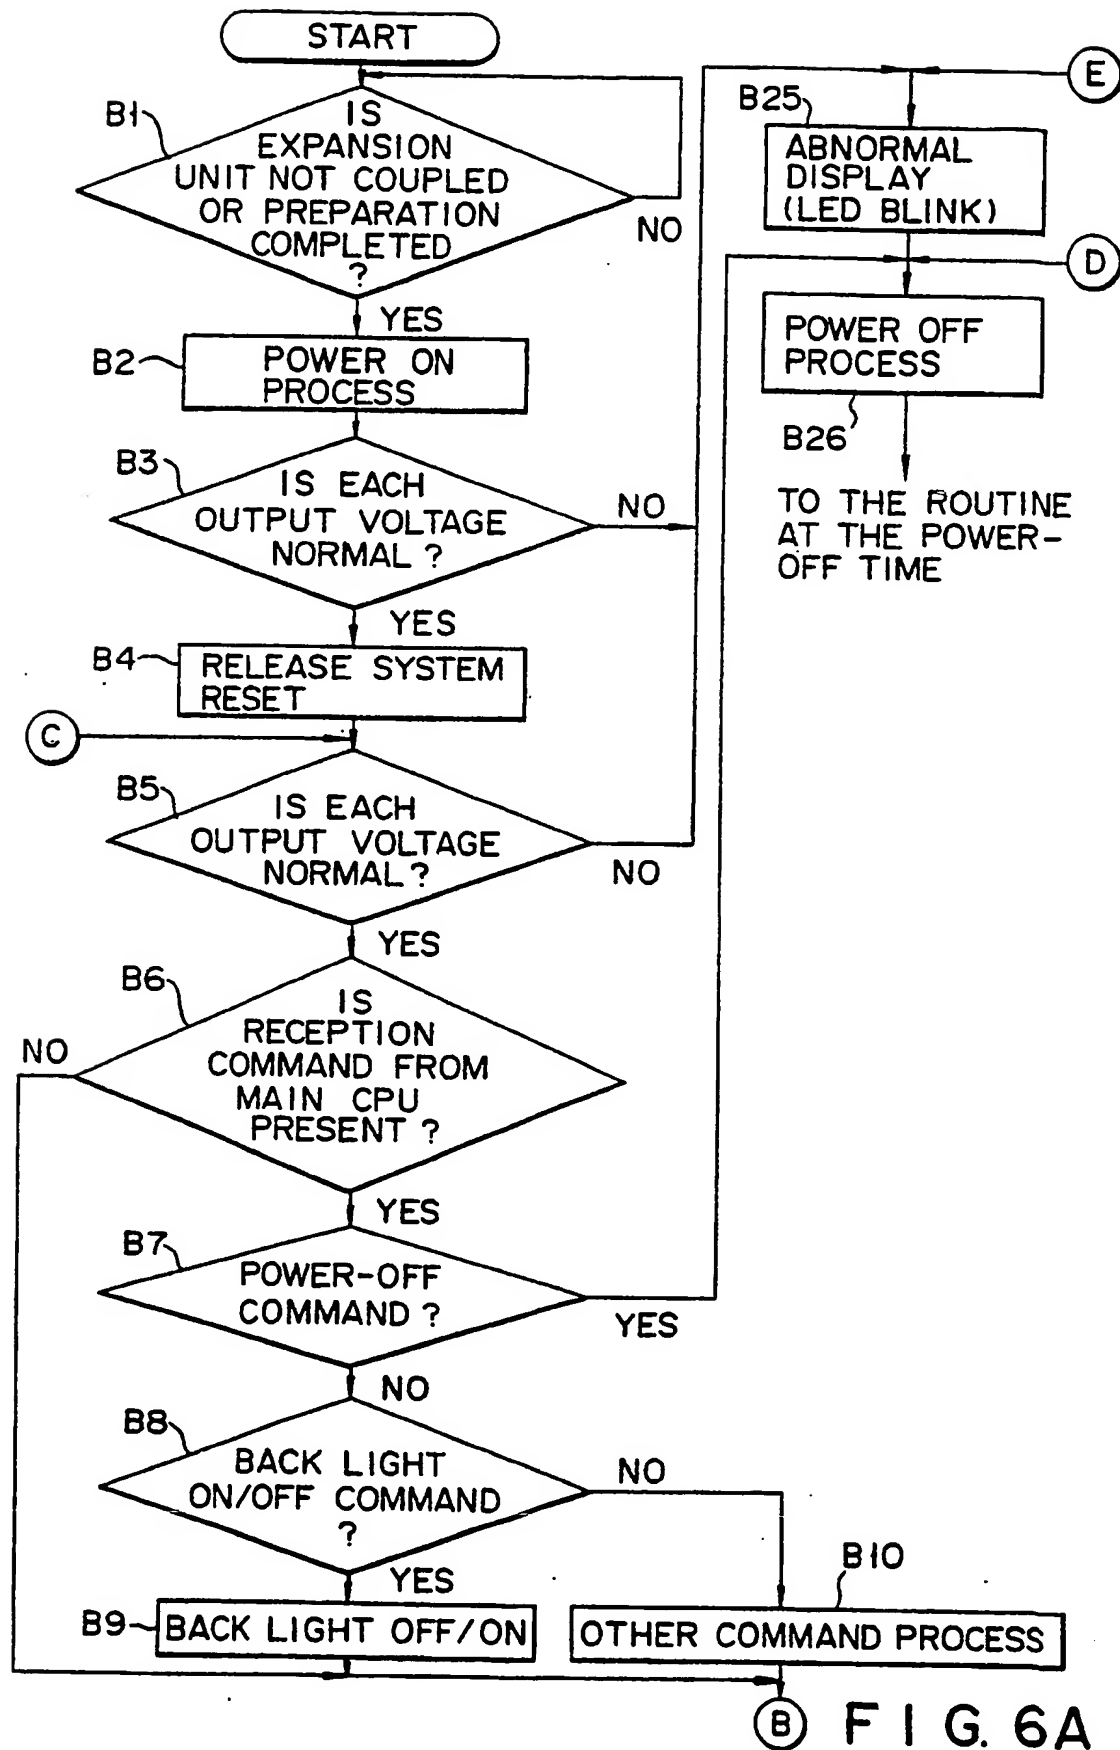 START
B1
IS
EXPANSION
UNIT NOT COUPLED
OR PREPARATION
COMPLETED
?
NO
YES
B2
POWER ON
PROCESS
B3
IS EACH
OUTPUT VOLTAGE
NORMAL ?
NO
YES
B4
RELEASE SYSTEM
RESET
C
B5
IS EACH
OUTPUT VOLTAGE
NORMAL ?
NO
YES
B6
IS
RECEPTION
COMMAND FROM
MAIN CPU
PRESENT ?
NO
YES
B7
POWER-OFF
COMMAND ?
YES
NO
B8
BACK LIGHT
ON/OFF COMMAND
?
NO
YES
B9
BACK LIGHT OFF/ON
B10
OTHER COMMAND PROCESS
B
E
B25
ABNORMAL
DISPLAY
(LED BLINK)
D
POWER OFF
PROCESS
B26
TO THE ROUTINE
AT THE POWER-
OFF TIME
FIG. 6A